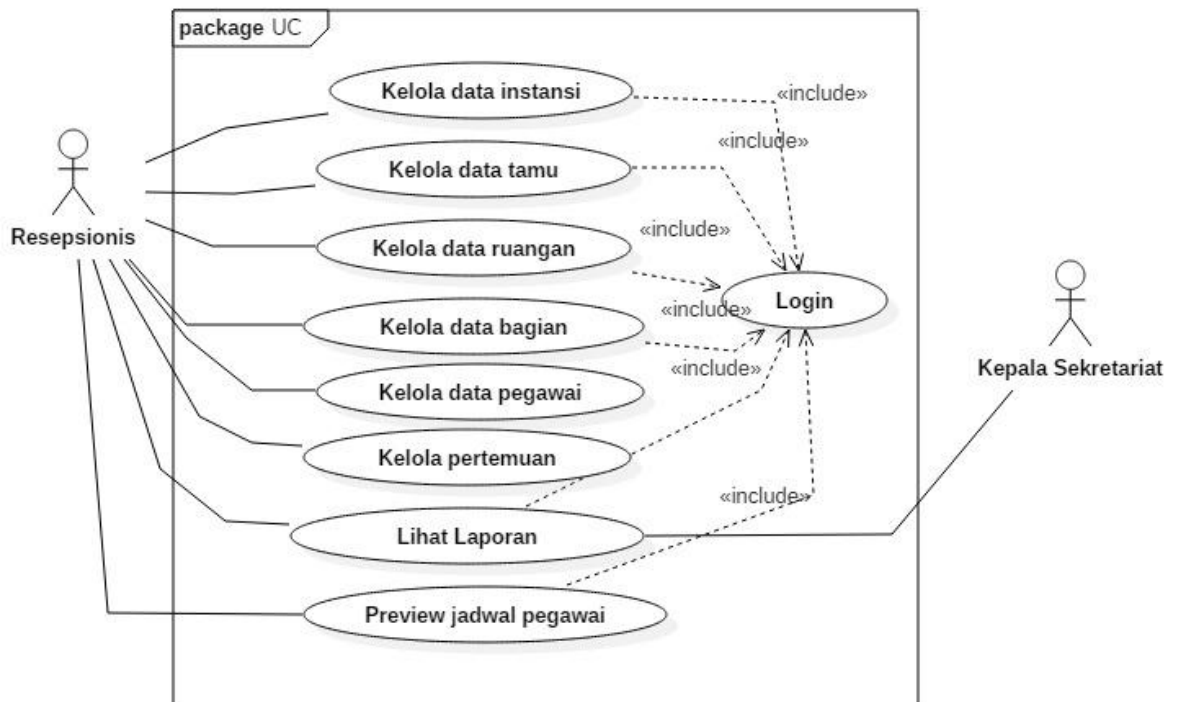 package UC
Kelola data instansi
«include»
«include»
Kelola data tamu
Resepsionis
«include»
Kelola data ruangan
Login
«include»
Kelola data bagian
«include»
Kepala Sekretariat
Kelola data pegawai
Kelola pertemuan
«include»
Lihat Laporan
Preview jadwal pegawai